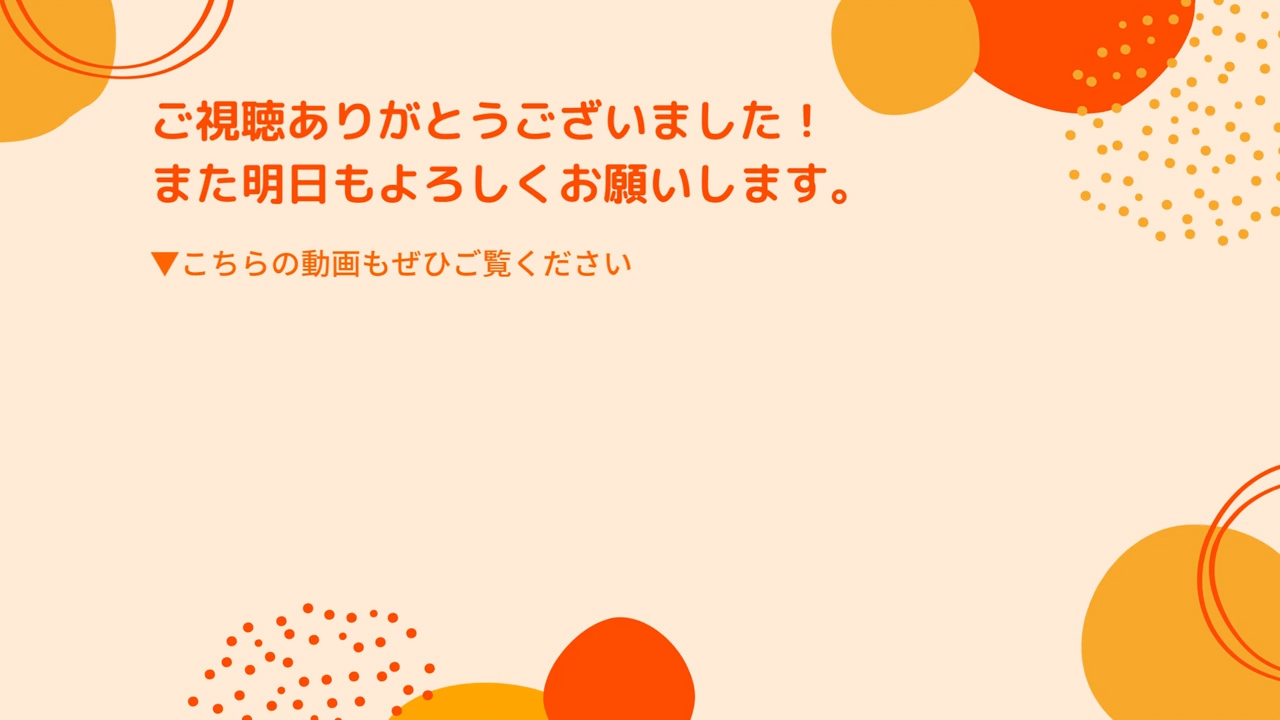 ご視聴ありがとうございました！
また明日もよろしくお願いします。
▼こちらの動画もぜひご覧ください